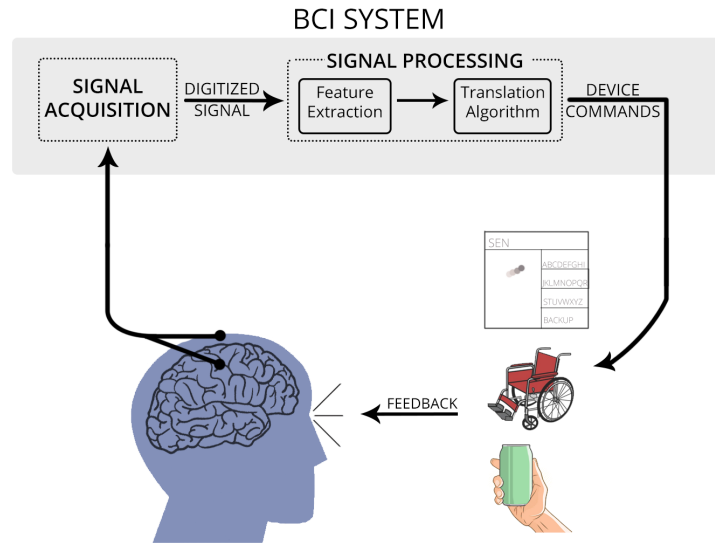 BCI SYSTEM
SIGNAL PROCESSING
SIGNAL
ACQUISITION
DIGITIZED
SIGNAL
Feature
Extraction
Translation
Algorithm
DEVICE
COMMANDS
SEN
ABCDEFGHI
JKLMNOPQR
STUVWXYZ
BACKUP
FEEDBACK